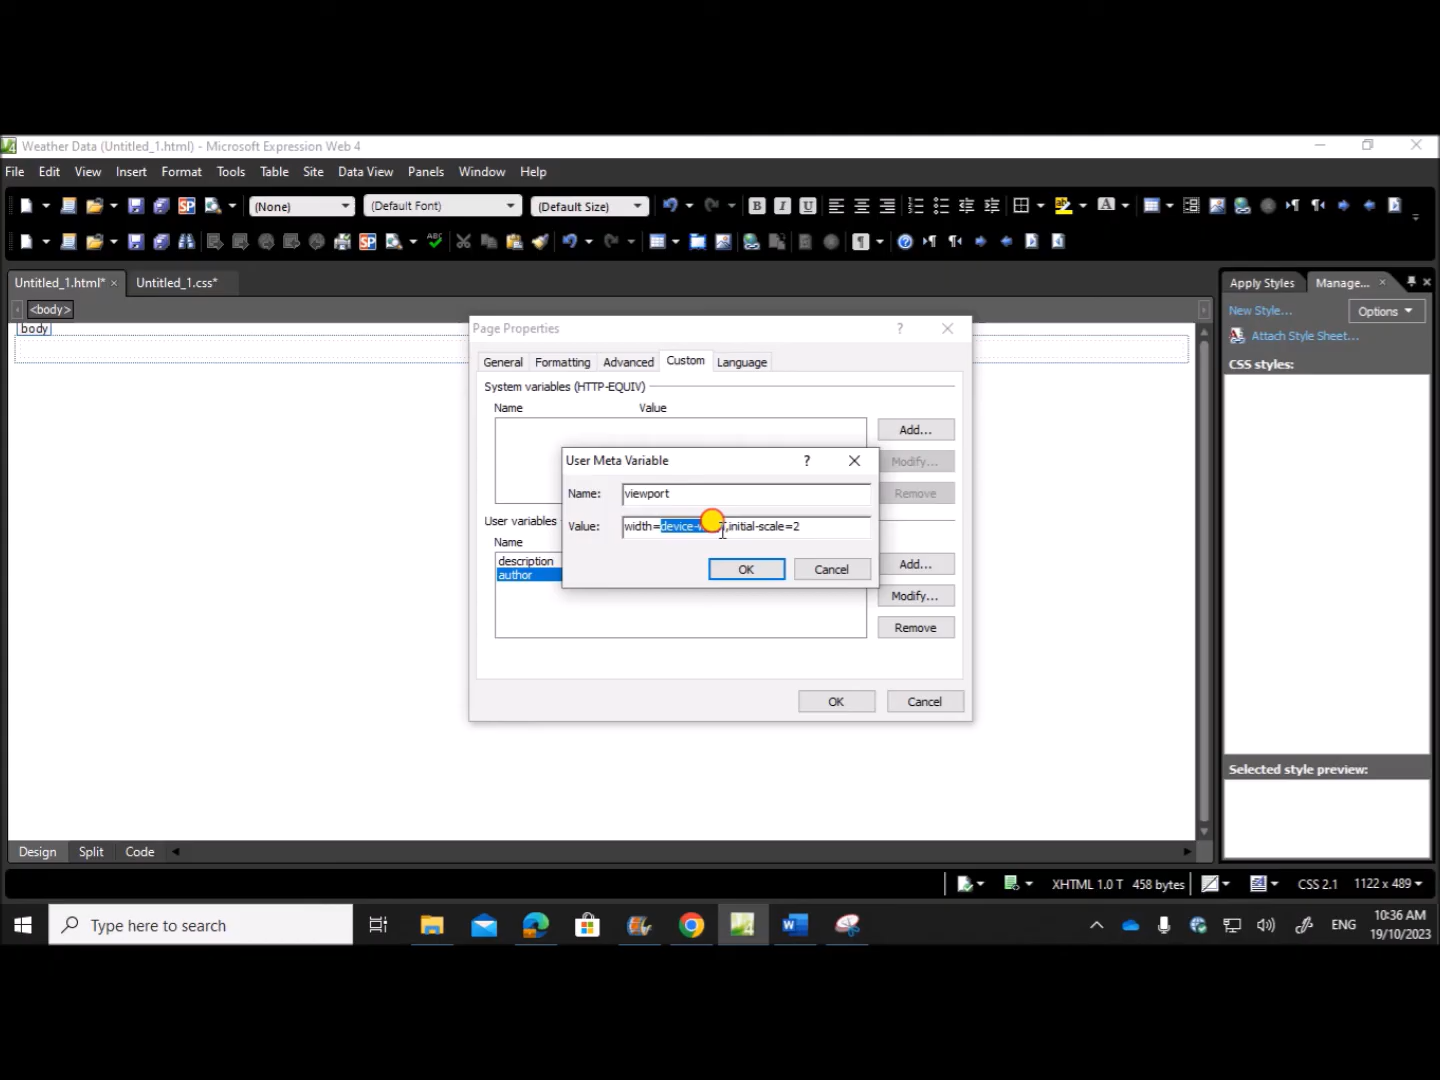 Weather Data (Untitled_1.html) - Microsoft Expression Web 4
File Edit View Insert Format Site Tools Table Site Data View Panels Window Help
(None) (Default Font) (Default Size)
Untitled_1.html* Untitled_1.css*
<body>
body
Apply Styles Manage...
New Style... Options
Attach Style Sheet...
CSS styles:
Selected style preview:
Page Properties
General Formatting Advanced Custom Language
System variables (HTTP-EQUIV)
Name Value
Add...
Modify...
Remove
User variables
Name
description
author
Add...
Modify...
Remove
OK Cancel
User Meta Variable
Name: viewport
Value: width=device- ,initial-scale=2
OK Cancel
Design Split Code
XHTML 1.0 T 458 bytes CSS 2.1 1122 x 489
Type here to search
ENG
10:36 AM
19/10/2023